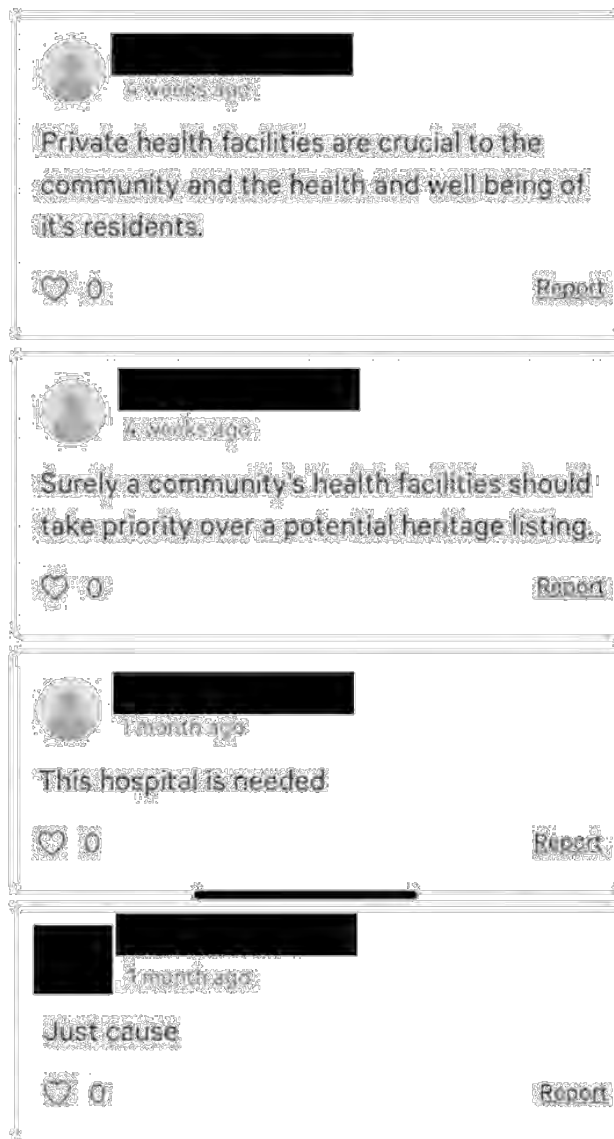 4 weeks ago
Private health facilities are crucial to the
community and the health and well being of
it's residents.
0
Report
4 weeks ago
Surely a community's health facilities should
take priority over a potential heritage listing.
0
Report
1 month ago
This hospital is needed
0
Report
1 month ago
Just cause
0
Report